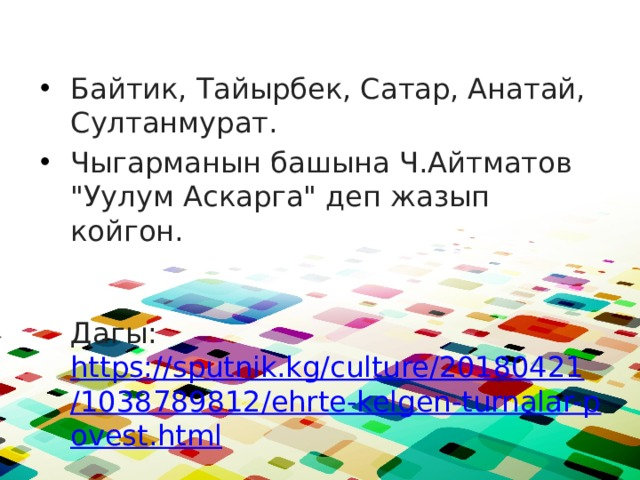 • Байтик, Тайырбек, Сатар, Анатай,
Султанмурат.
• Чыгарманын башына Ч.Айтматов
"Уулум Аскарга" деп жазып
койгон.
Дагы:
https://sputnik.kg/culture/20180421
/1038789812/ehrte-kelgen-turnalar-p
ovest.html